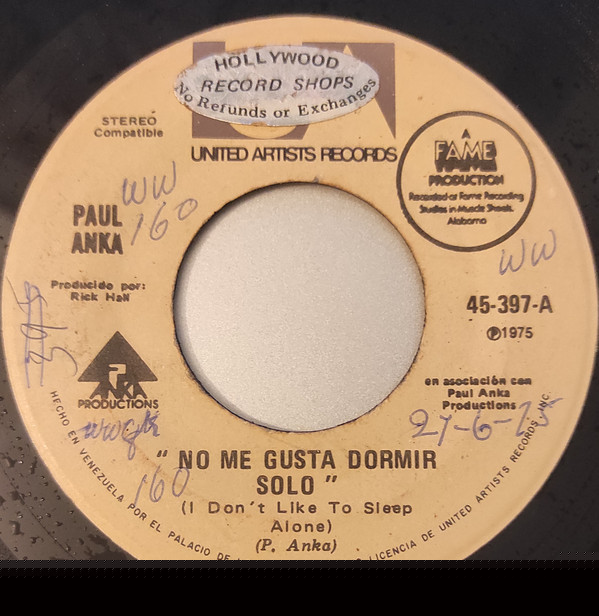 HOLLYWOOD
RECORD SHOPS
No Refunds or Exchanges
UA
UNITED ARTISTS RECORDS
STEREO
Compatible
A
FAME
PRODUCTION
Recorded at Fame Recording
Studios in Muscle Shoals,
Alabama
WW
160
PAUL
ANKA
WW
Producido por:
Rick Hall
45-397-A
℗1975
PA
ANKA
PRODUCTIONS
en asociación con
Paul Anka
Productions
27-6-75
" NO ME GUSTA DORMIR
SOLO "
160
(I Don't Like To Sleep
Alone)
(P. Anka)
HECHO EN VENEZUELA POR EL PALACIO DE LICENCIA DE UNITED ARTISTS RECORDS, INC.